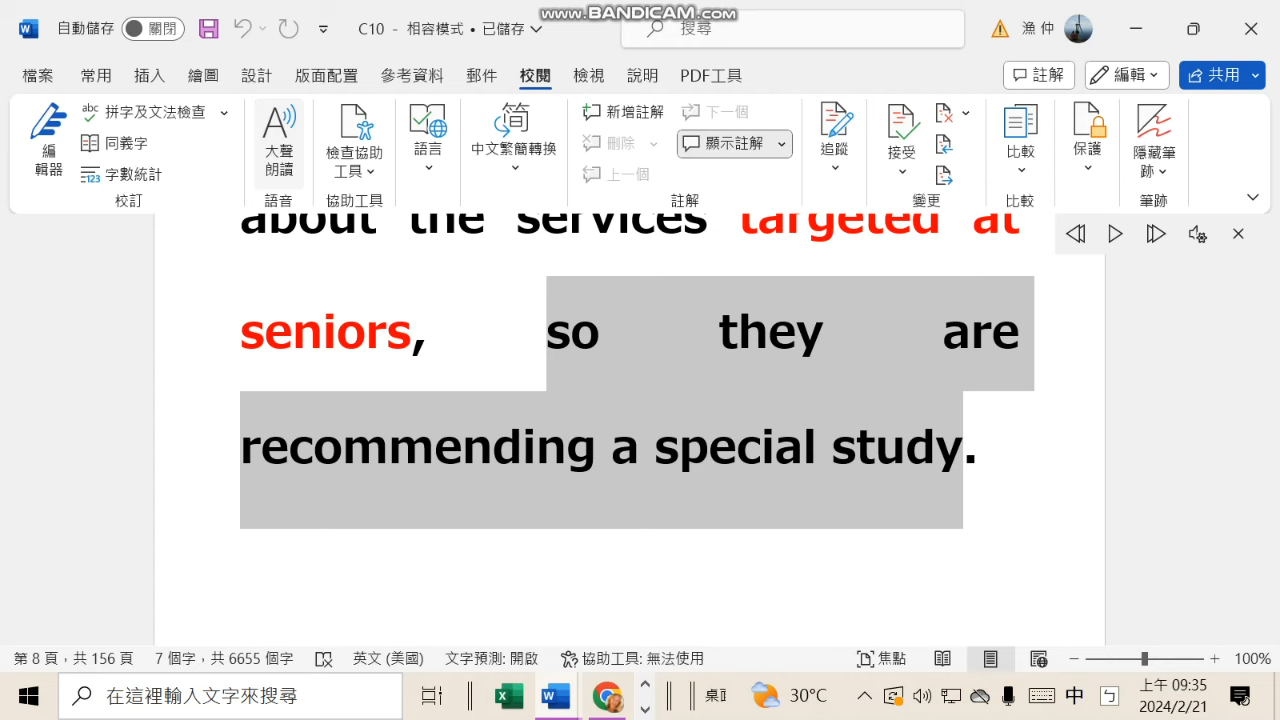 www.BANDICAM.com
自動儲存 關閉 C10 - 相容模式 • 已儲存 搜尋 漁 仲
檔案 常用 插入 繪圖 設計 版面配置 參考資料 郵件 校閱 檢視 說明 PDF工具 註解 編輯 共用
編輯器 abc 拼字及文法檢查 同義字 123 字數統計 校訂
大聲朗讀 語音
檢查協助工具 協助工具
語言
中文繁簡轉換
新增註解 刪除 上一個 下一個 顯示註解 註解
追蹤
接受 變更
比較 比較
保護
隱藏筆跡 筆跡
about the services targeted at
seniors, so they are
recommending a special study.
第 8 頁，共 156 頁 7 個字，共 6655 個字 英文 (美國) 文字預測: 開啟 協助工具: 無法使用 焦點 100%
在這裡輸入文字來搜尋 桌面 30°C 中 上午 09:35
2024/2/21